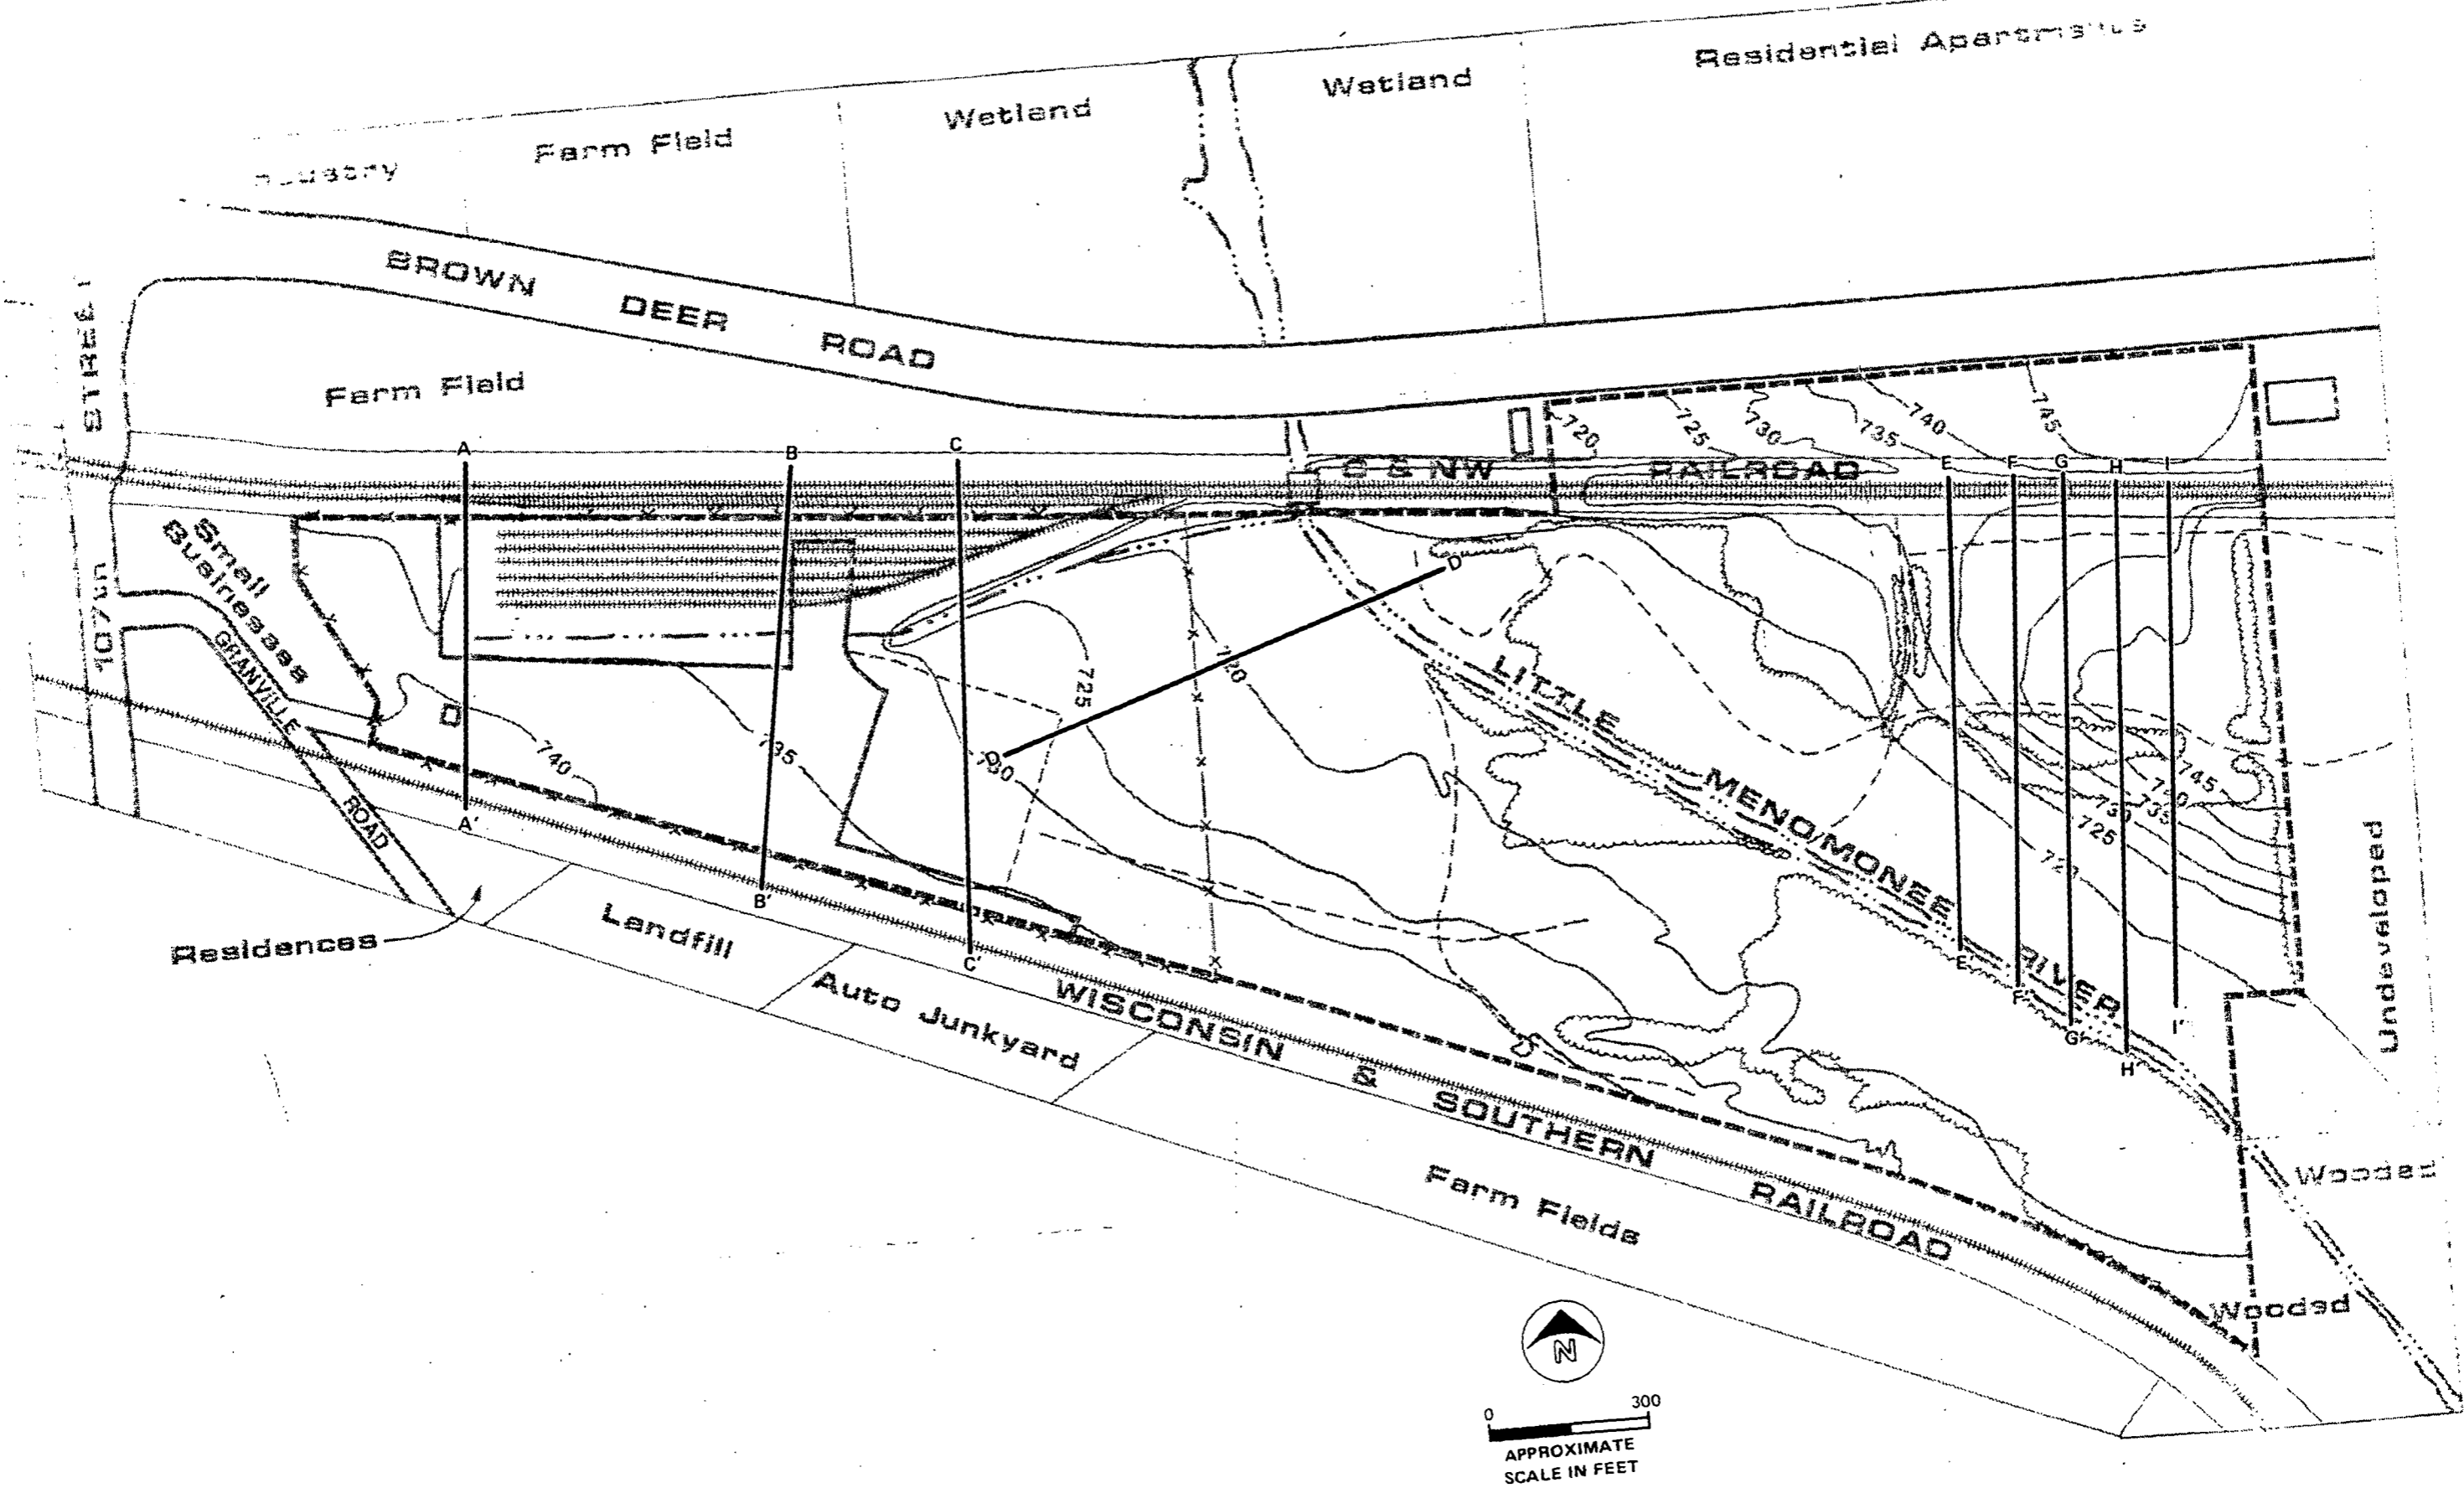 Residential
Wetland
Wetland
Farm Field
BROWN DEER ROAD
STREET
Farm Field
C & NW RAILROAD
720
725
730
735
740
745
A
B
C
E
F
G
H
I
Small
Businesses
107th
GRANVILLE ROAD
D
D'
725
720
730
735
740
LITTLE MENOMONEE RIVER
745
740
735
730
725
A'
B'
C'
E'
F'
G'
H'
I'
Residences
Landfill
Auto Junkyard
WISCONSIN & SOUTHERN RAILROAD
Farm Fields
Undeveloped
Wooded
Wooded
N
0 300
APPROXIMATE
SCALE IN FEET